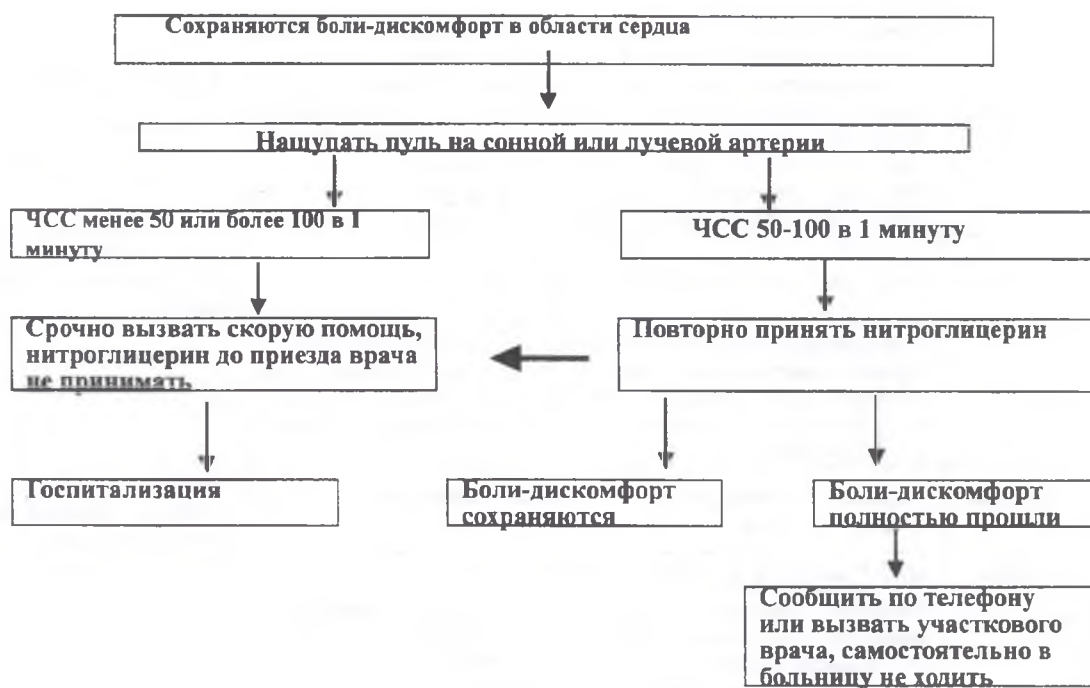 Сохраняются боли-дискомфорт в области сердца
Нащупать пуль на сонной или лучевой артерии
ЧСС менее 50 или более 100 в 1
минуту
ЧСС 50-100 в 1 минуту
Срочно вызвать скорую помощь,
нитроглицерин до приезда врача
не принимать
Повторно принять нитроглицерин
Госпитализация
Боли-дискомфорт
сохраняются
Боли-дискомфорт
полностью прошли
Сообщить по телефону
или вызвать участкового
врача, самостоятельно в
больницу не ходить